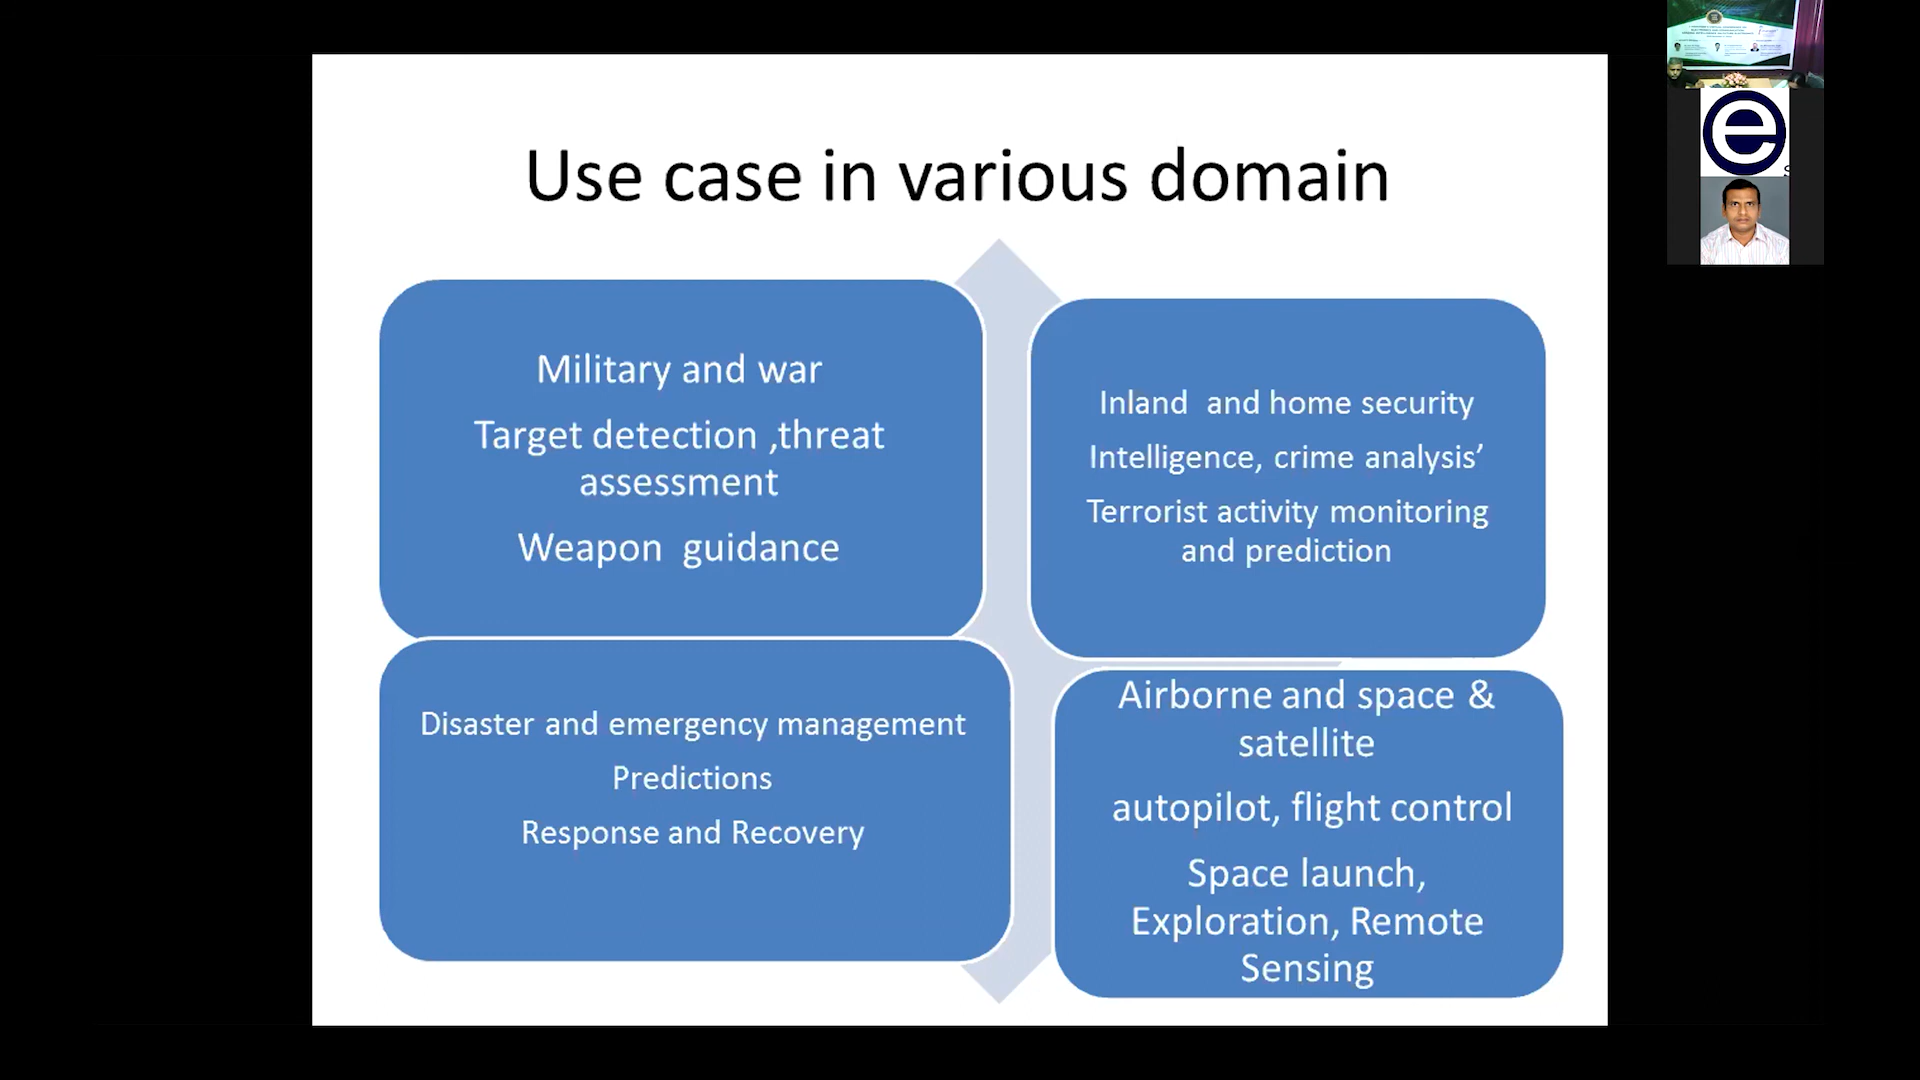 Use case in various domain
Military and war
Target detection ,threat
assessment
Weapon  guidance
Inland  and home security
Intelligence, crime analysis’
Terrorist activity monitoring
and prediction
Disaster and emergency management
Predictions
Response and Recovery
Airborne and space &
satellite
autopilot, flight control
Space launch,
Exploration, Remote
Sensing
e